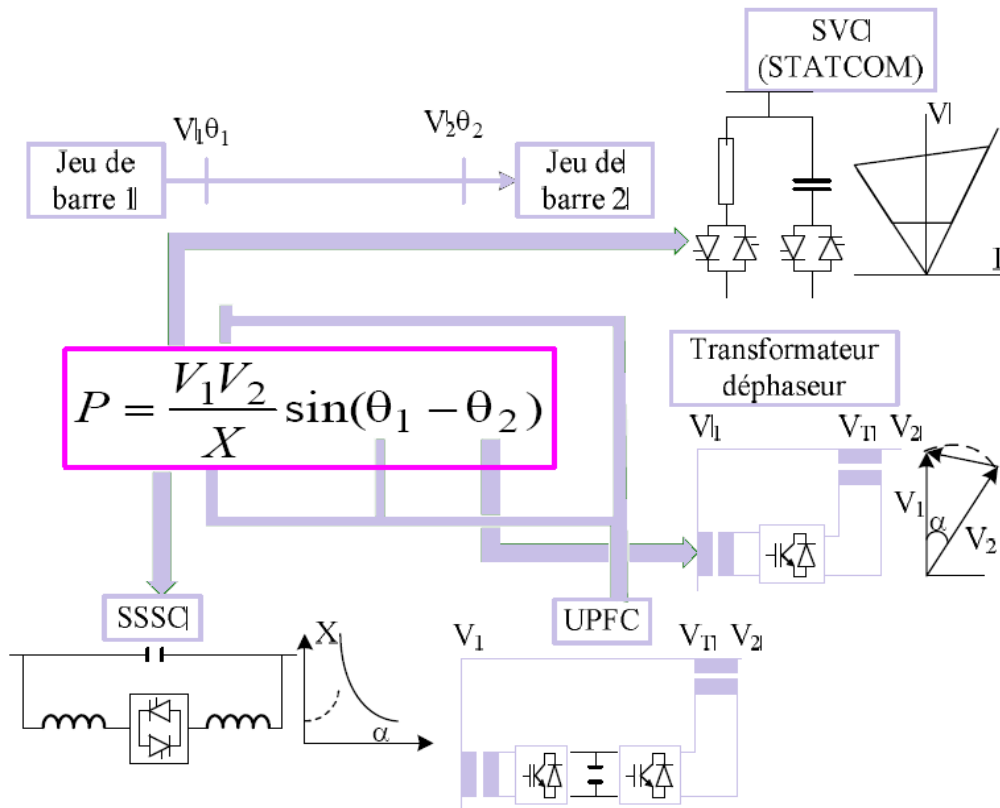 SVC
(STATCOM)
V
I
V1θ1
V2θ2
Jeu de
barre 1
Jeu de
barre 2
P = V1V2 / X sin(θ1 − θ2)
Transformateur
déphaseur
V1
VT
V2
V1
α
V2
SSSC
X
α
UPFC
V1
VT
V2